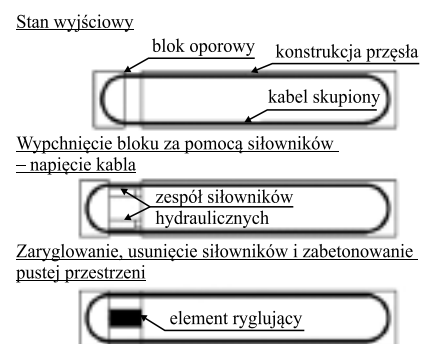 Stan wyjściowy
blok oporowy
konstrukcja przęsła
kabel skupiony
Wypchnięcie bloku za pomocą siłowników
– napięcie kabla
zespół siłowników
hydraulicznych
Zaryglowanie, usunięcie siłowników i zabetonowanie
pustej przestrzeni
element ryglujący